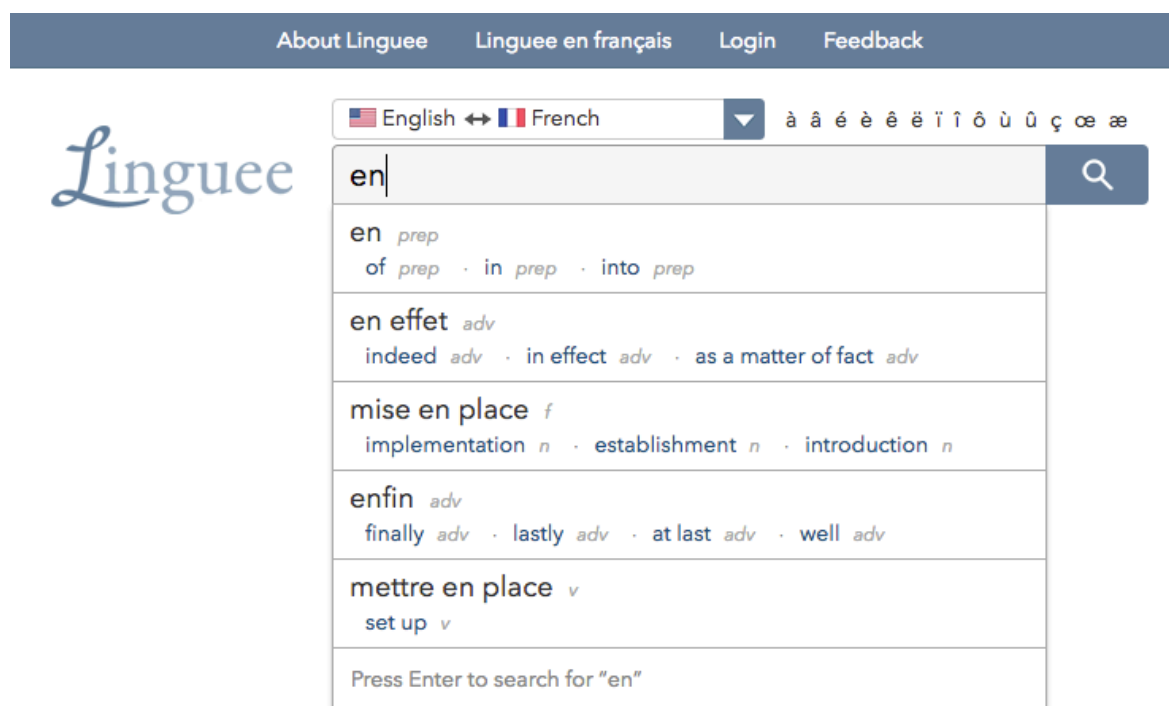 About Linguee Linguee en français Login Feedback
English ↔ French à â é è ê ë ï î ô ù û ç œ æ
Linguee
en
en prep
of prep · in prep · into prep
en effet adv
indeed adv · in effect adv · as a matter of fact adv
mise en place f
implementation n · establishment n · introduction n
enfin adv
finally adv · lastly adv · at last adv · well adv
mettre en place v
set up v
Press Enter to search for "en"